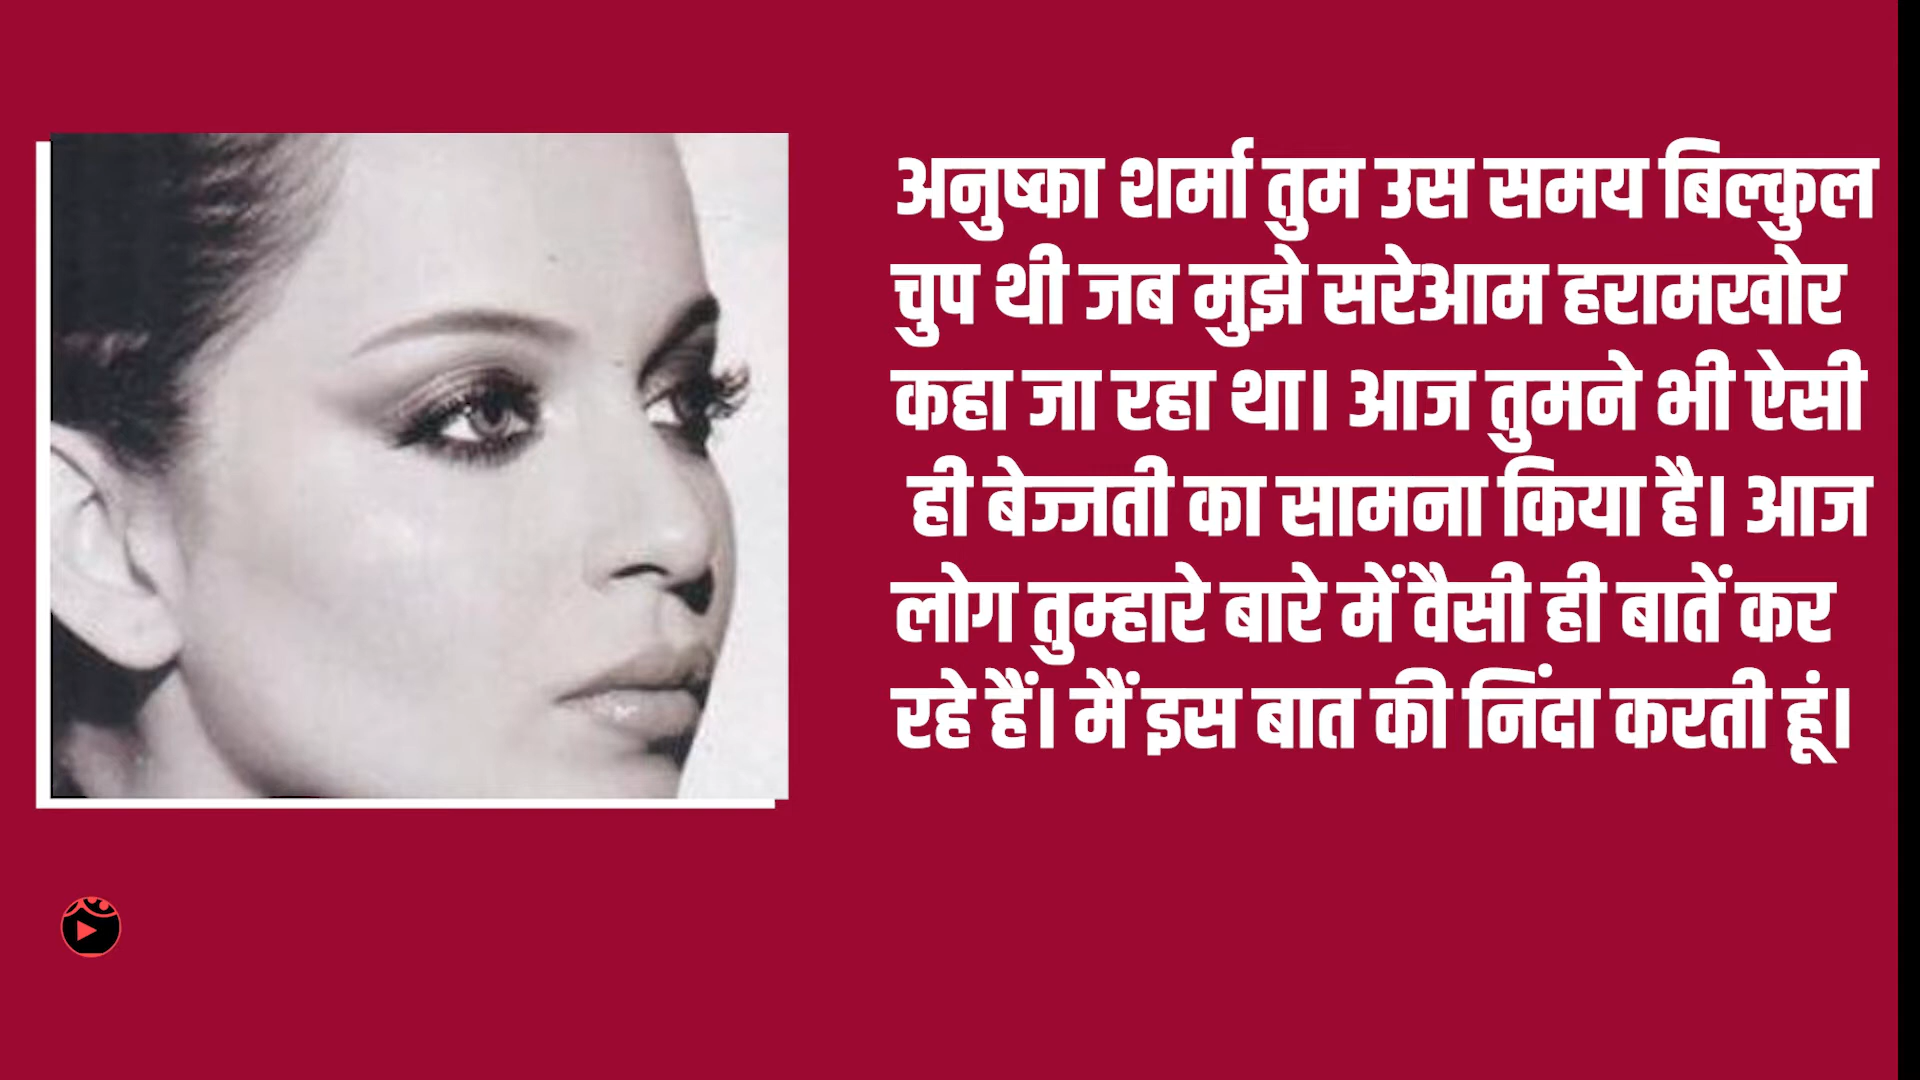 अनुष्का शर्मा तुम उस समय बिल्कुल
चुप थी जब मुझे सरेआम हरामखोर
कहा जा रहा था। आज तुमने भी ऐसी
ही बेज्जती का सामना किया है। आज
लोग तुम्हारे बारे में वैसी ही बातें कर
रहे हैं। मैं इस बात की निंदा करती हूं।